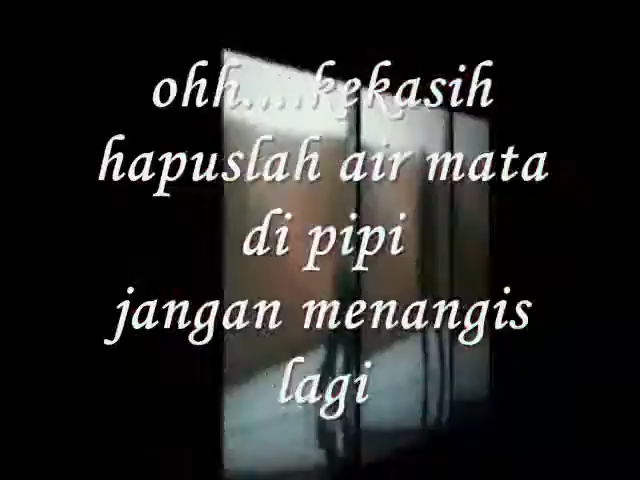 ohh....kekasih
hapuslah air mata
di pipi
jangan menangis
lagi